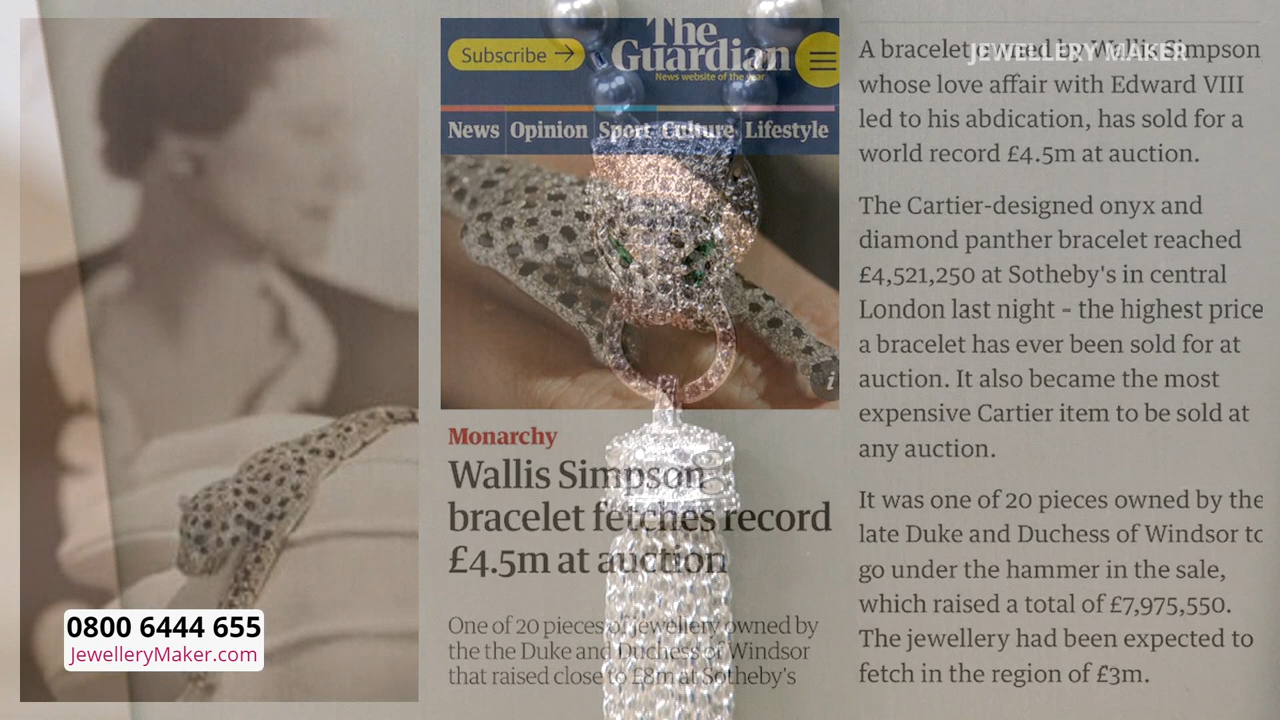 0800 6444 655
JewelleryMaker.com
Subscribe →
The
Guardian
News website of the year
News Opinion Sport Culture Lifestyle
i
Monarchy
Wallis Simpson
bracelet fetches record
£4.5m at auction
One of 20 pieces of jewellery owned by
the the Duke and Duchess of Windsor
that raised close to £8m at Sotheby's
JEWELLERY MAKER
A bracelet owned by Wallis Simpson
whose love affair with Edward VIII
led to his abdication, has sold for a
world record £4.5m at auction.
The Cartier-designed onyx and
diamond panther bracelet reached
£4,521,250 at Sotheby's in central
London last night - the highest price
a bracelet has ever been sold for at
auction. It also became the most
expensive Cartier item to be sold at
any auction.
It was one of 20 pieces owned by the
late Duke and Duchess of Windsor to
go under the hammer in the sale,
which raised a total of £7,975,550.
The jewellery had been expected to
fetch in the region of £3m.